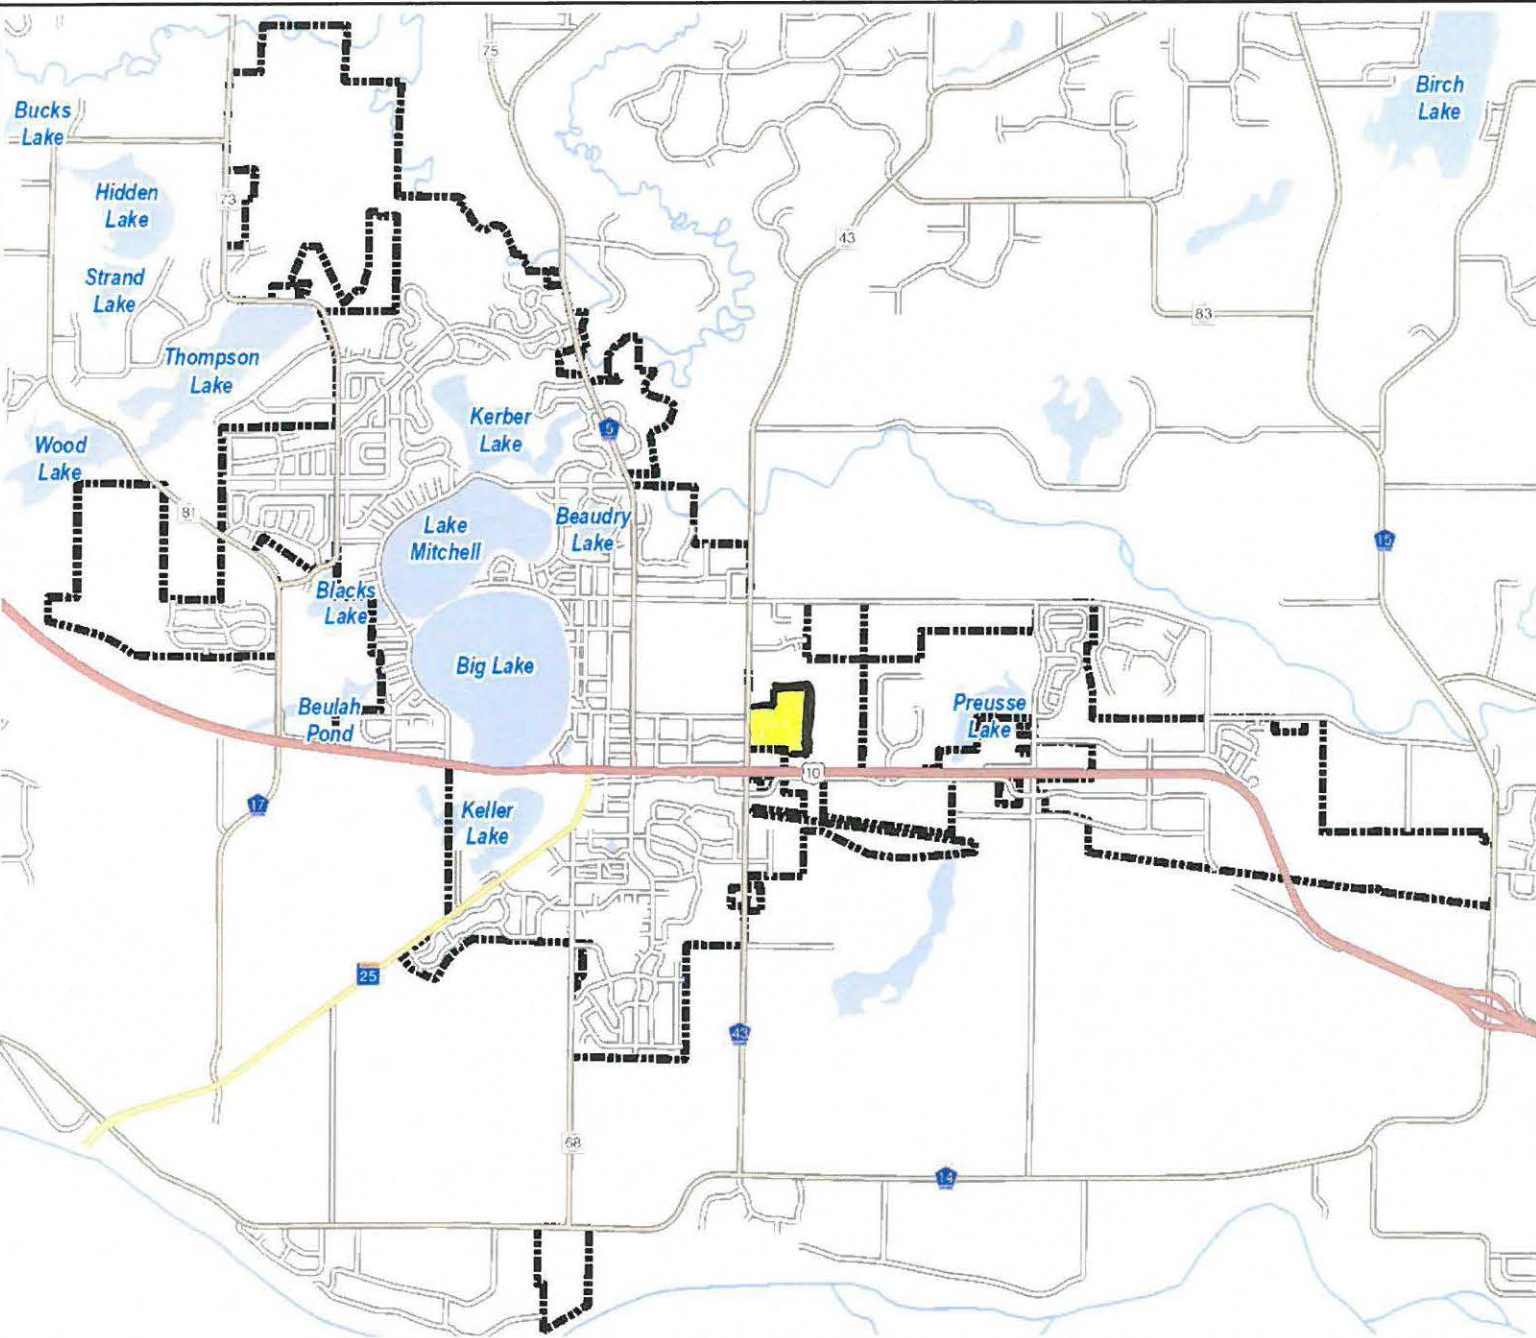 75
Birch
Lake
Bucks
Lake
Hidden
Lake
73
43
Strand
Lake
83
Thompson
Lake
Kerber
Lake
5
Wood
Lake
81
Lake
Mitchell
Beaudry
Lake
15
Blacks
Lake
Big Lake
Beulah
Pond
Preusse
Lake
10
17
Keller
Lake
25
43
68
14